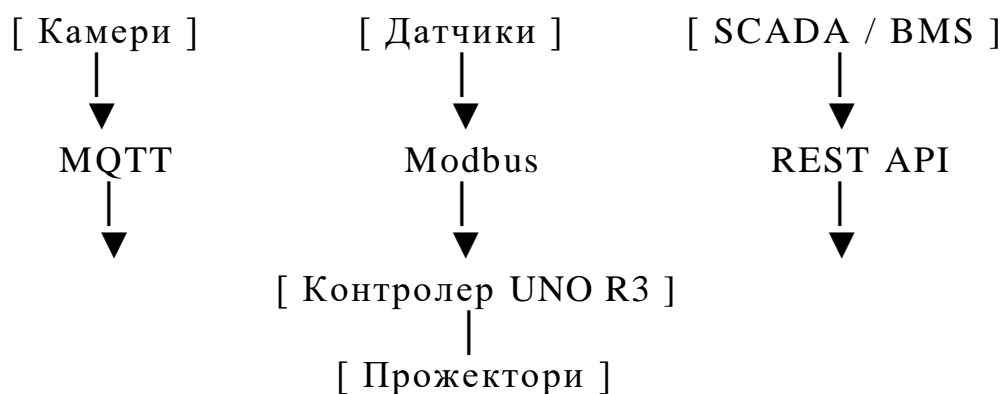 [ Камери ] [ Датчики ] [ SCADA / BMS ]
MQTT Modbus REST API
[ Контролер UNO R3 ]
[ Прожектори ]